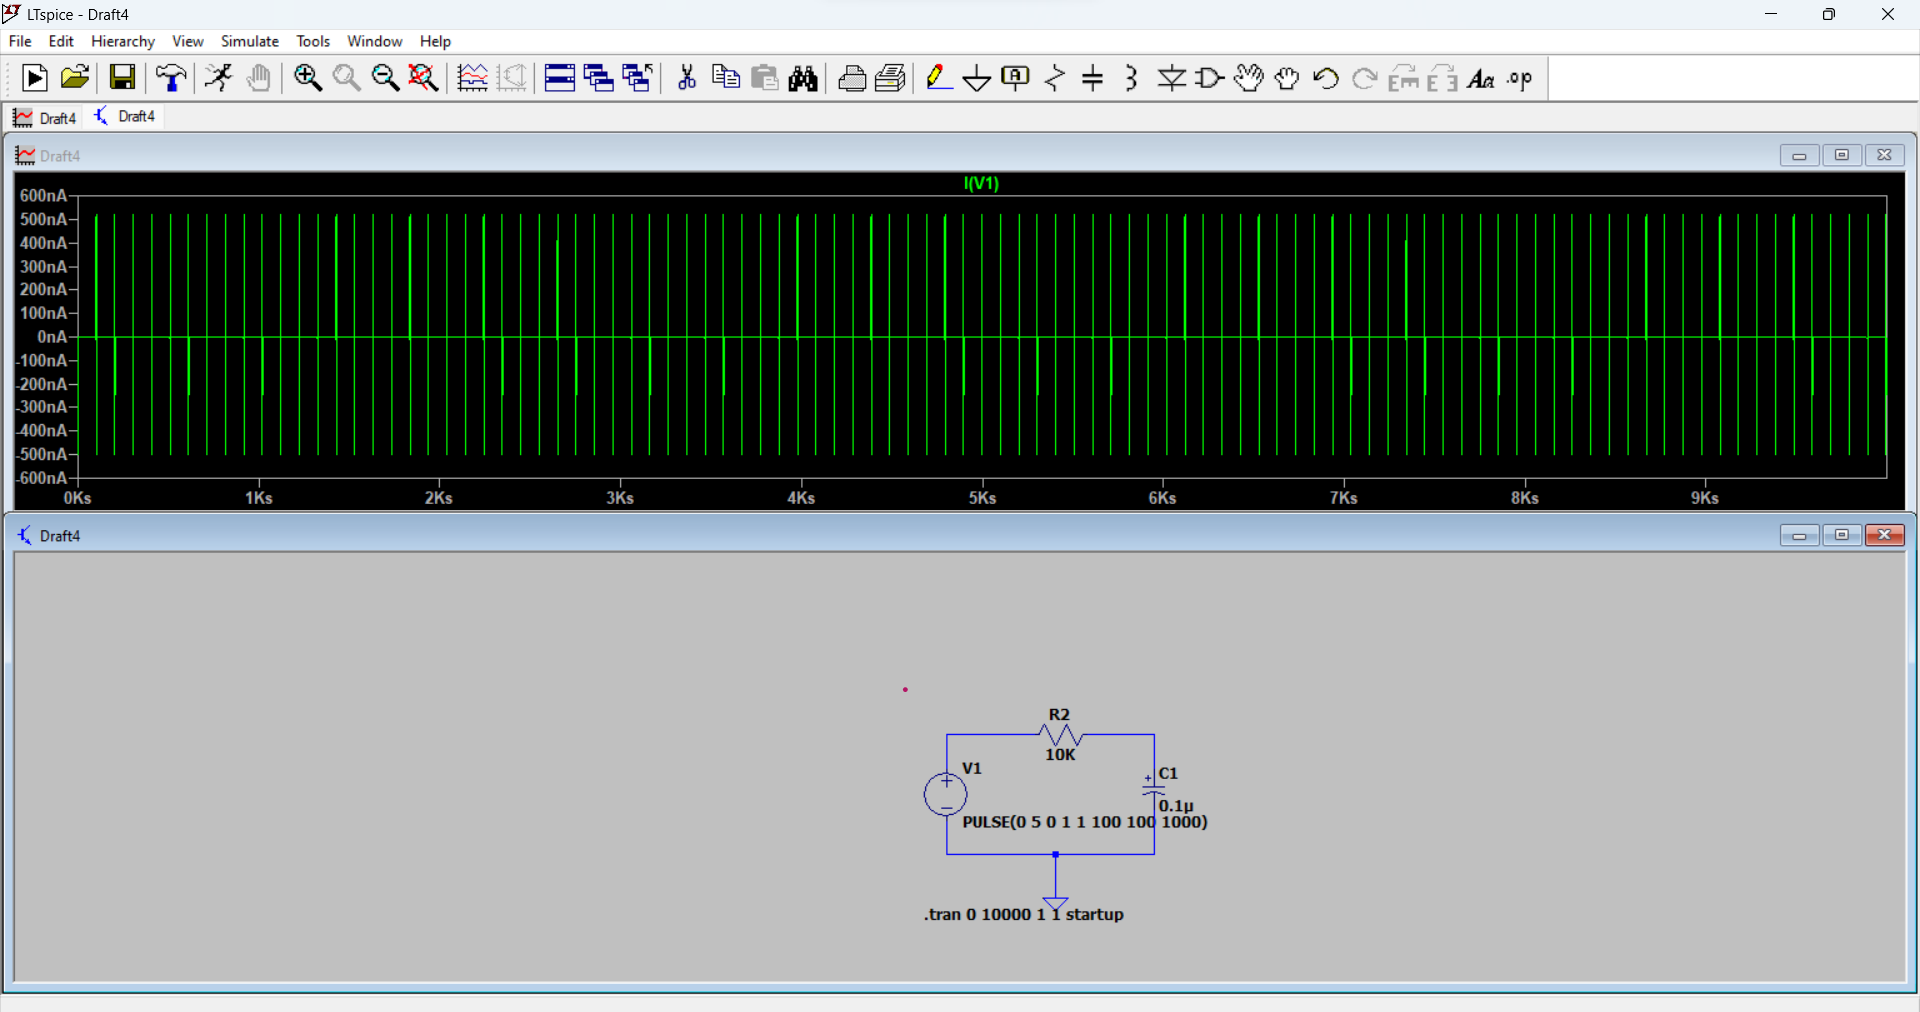 LTspice - Draft4
File Edit Hierarchy View Simulate Tools Window Help
A Aa .op
Draft4 Draft4
Draft4
I(V1)
600nA
500nA
400nA
300nA
200nA
100nA
0nA
-100nA
-200nA
-300nA
-400nA
-500nA
-600nA
0Ks 1Ks 2Ks 3Ks 4Ks 5Ks 6Ks 7Ks 8Ks 9Ks
Draft4
R2
10K
V1
C1
0.1µ
PULSE(0 5 0 1 1 100 100 1000)
.tran 0 10000 1 1 startup